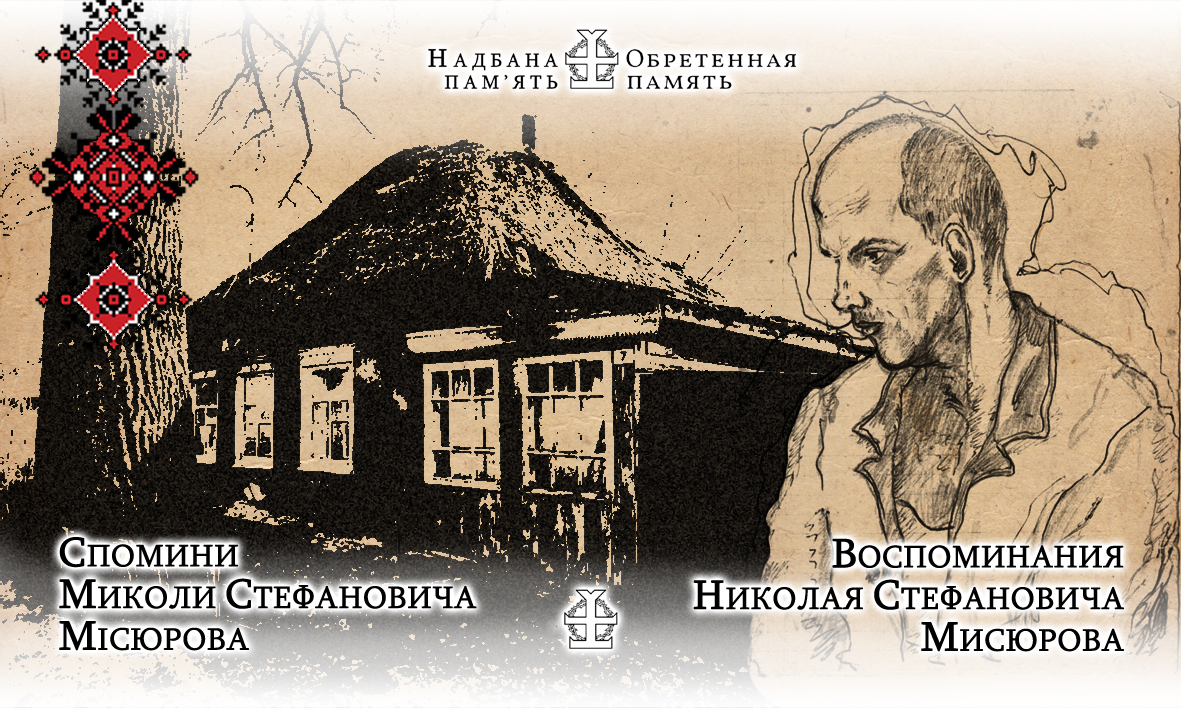 Надбана
пам'ять
Обретенная
память
Спомини
Миколи Стефановича
Місюрова
Воспоминания
Николая Стефановича
Мисюрова